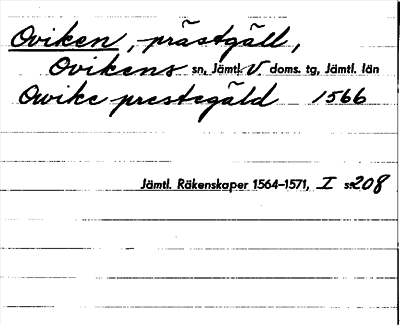 Oviken, prästgäll,
Ovikens sn, Jämtl. V. doms. tg, Jämtl. län
Owike prestegäld 1566
Jämtl. Räkenskaper 1564–1571, I s. 208